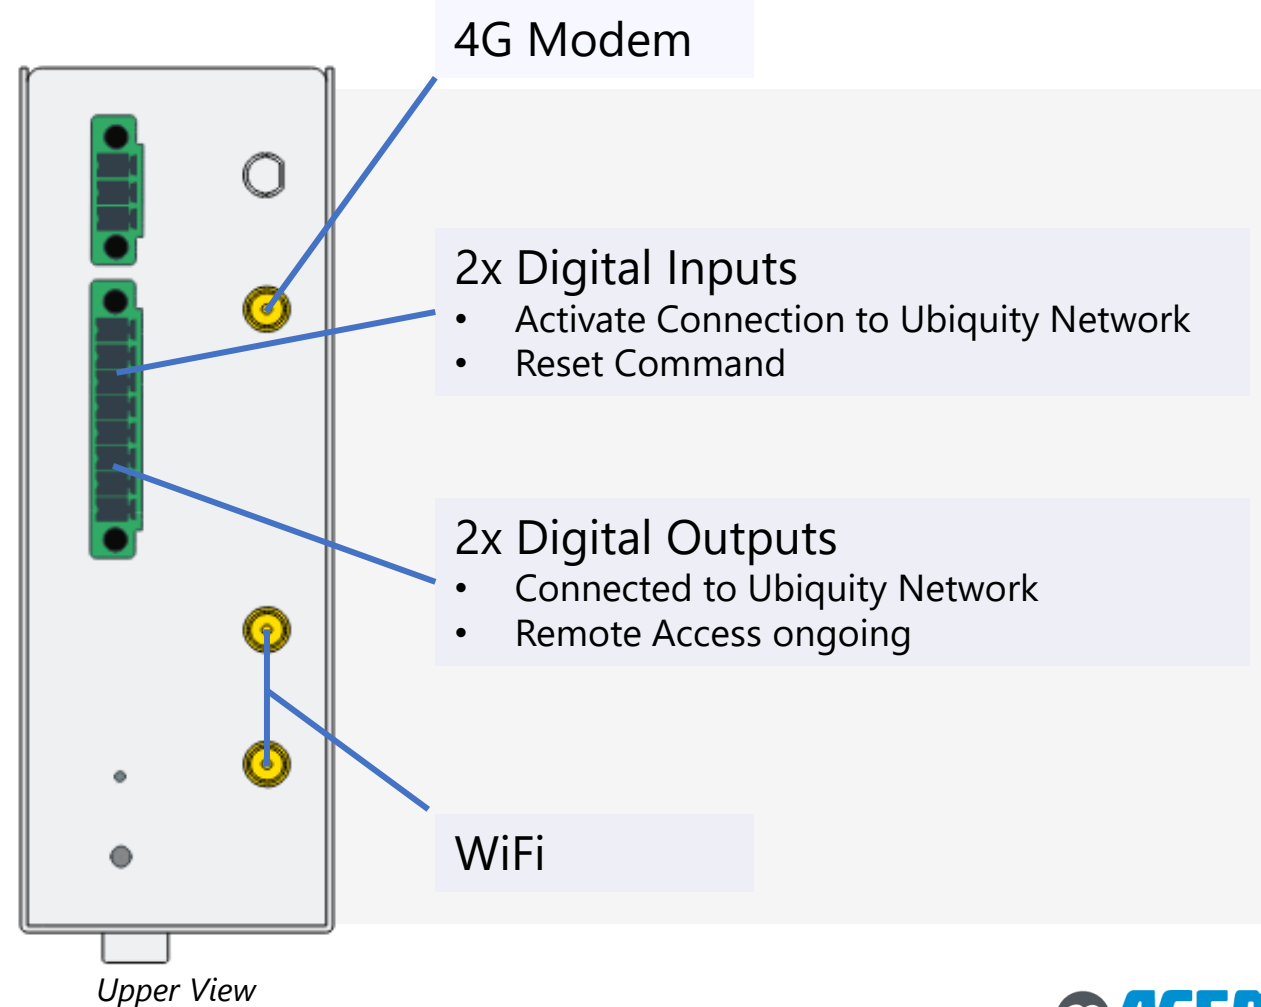 4G Modem
2x Digital Inputs
• Activate Connection to Ubiquity Network
• Reset Command
2x Digital Outputs
• Connected to Ubiquity Network
• Remote Access ongoing
WiFi
Upper View